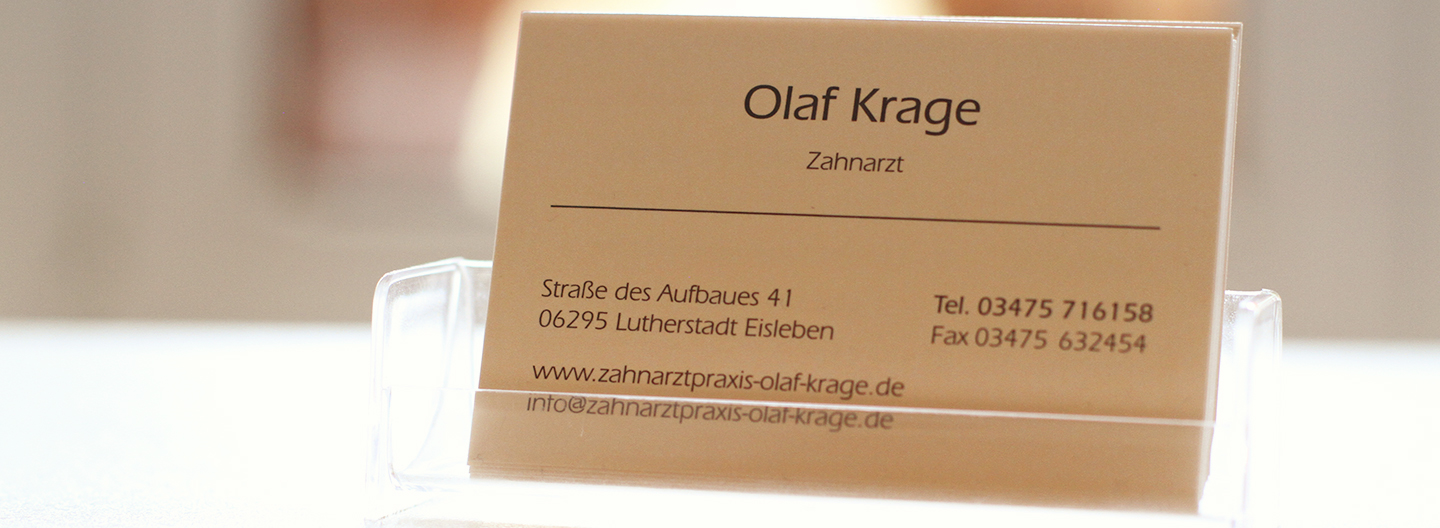 Olaf Krage
Zahnarzt
Straße des Aufbaues 41
06295 Lutherstadt Eisleben
Tel. 03475 716158
Fax 03475 632454
www.zahnarztpraxis-olaf-krage.de
info@zahnarztpraxis-olaf-krage.de